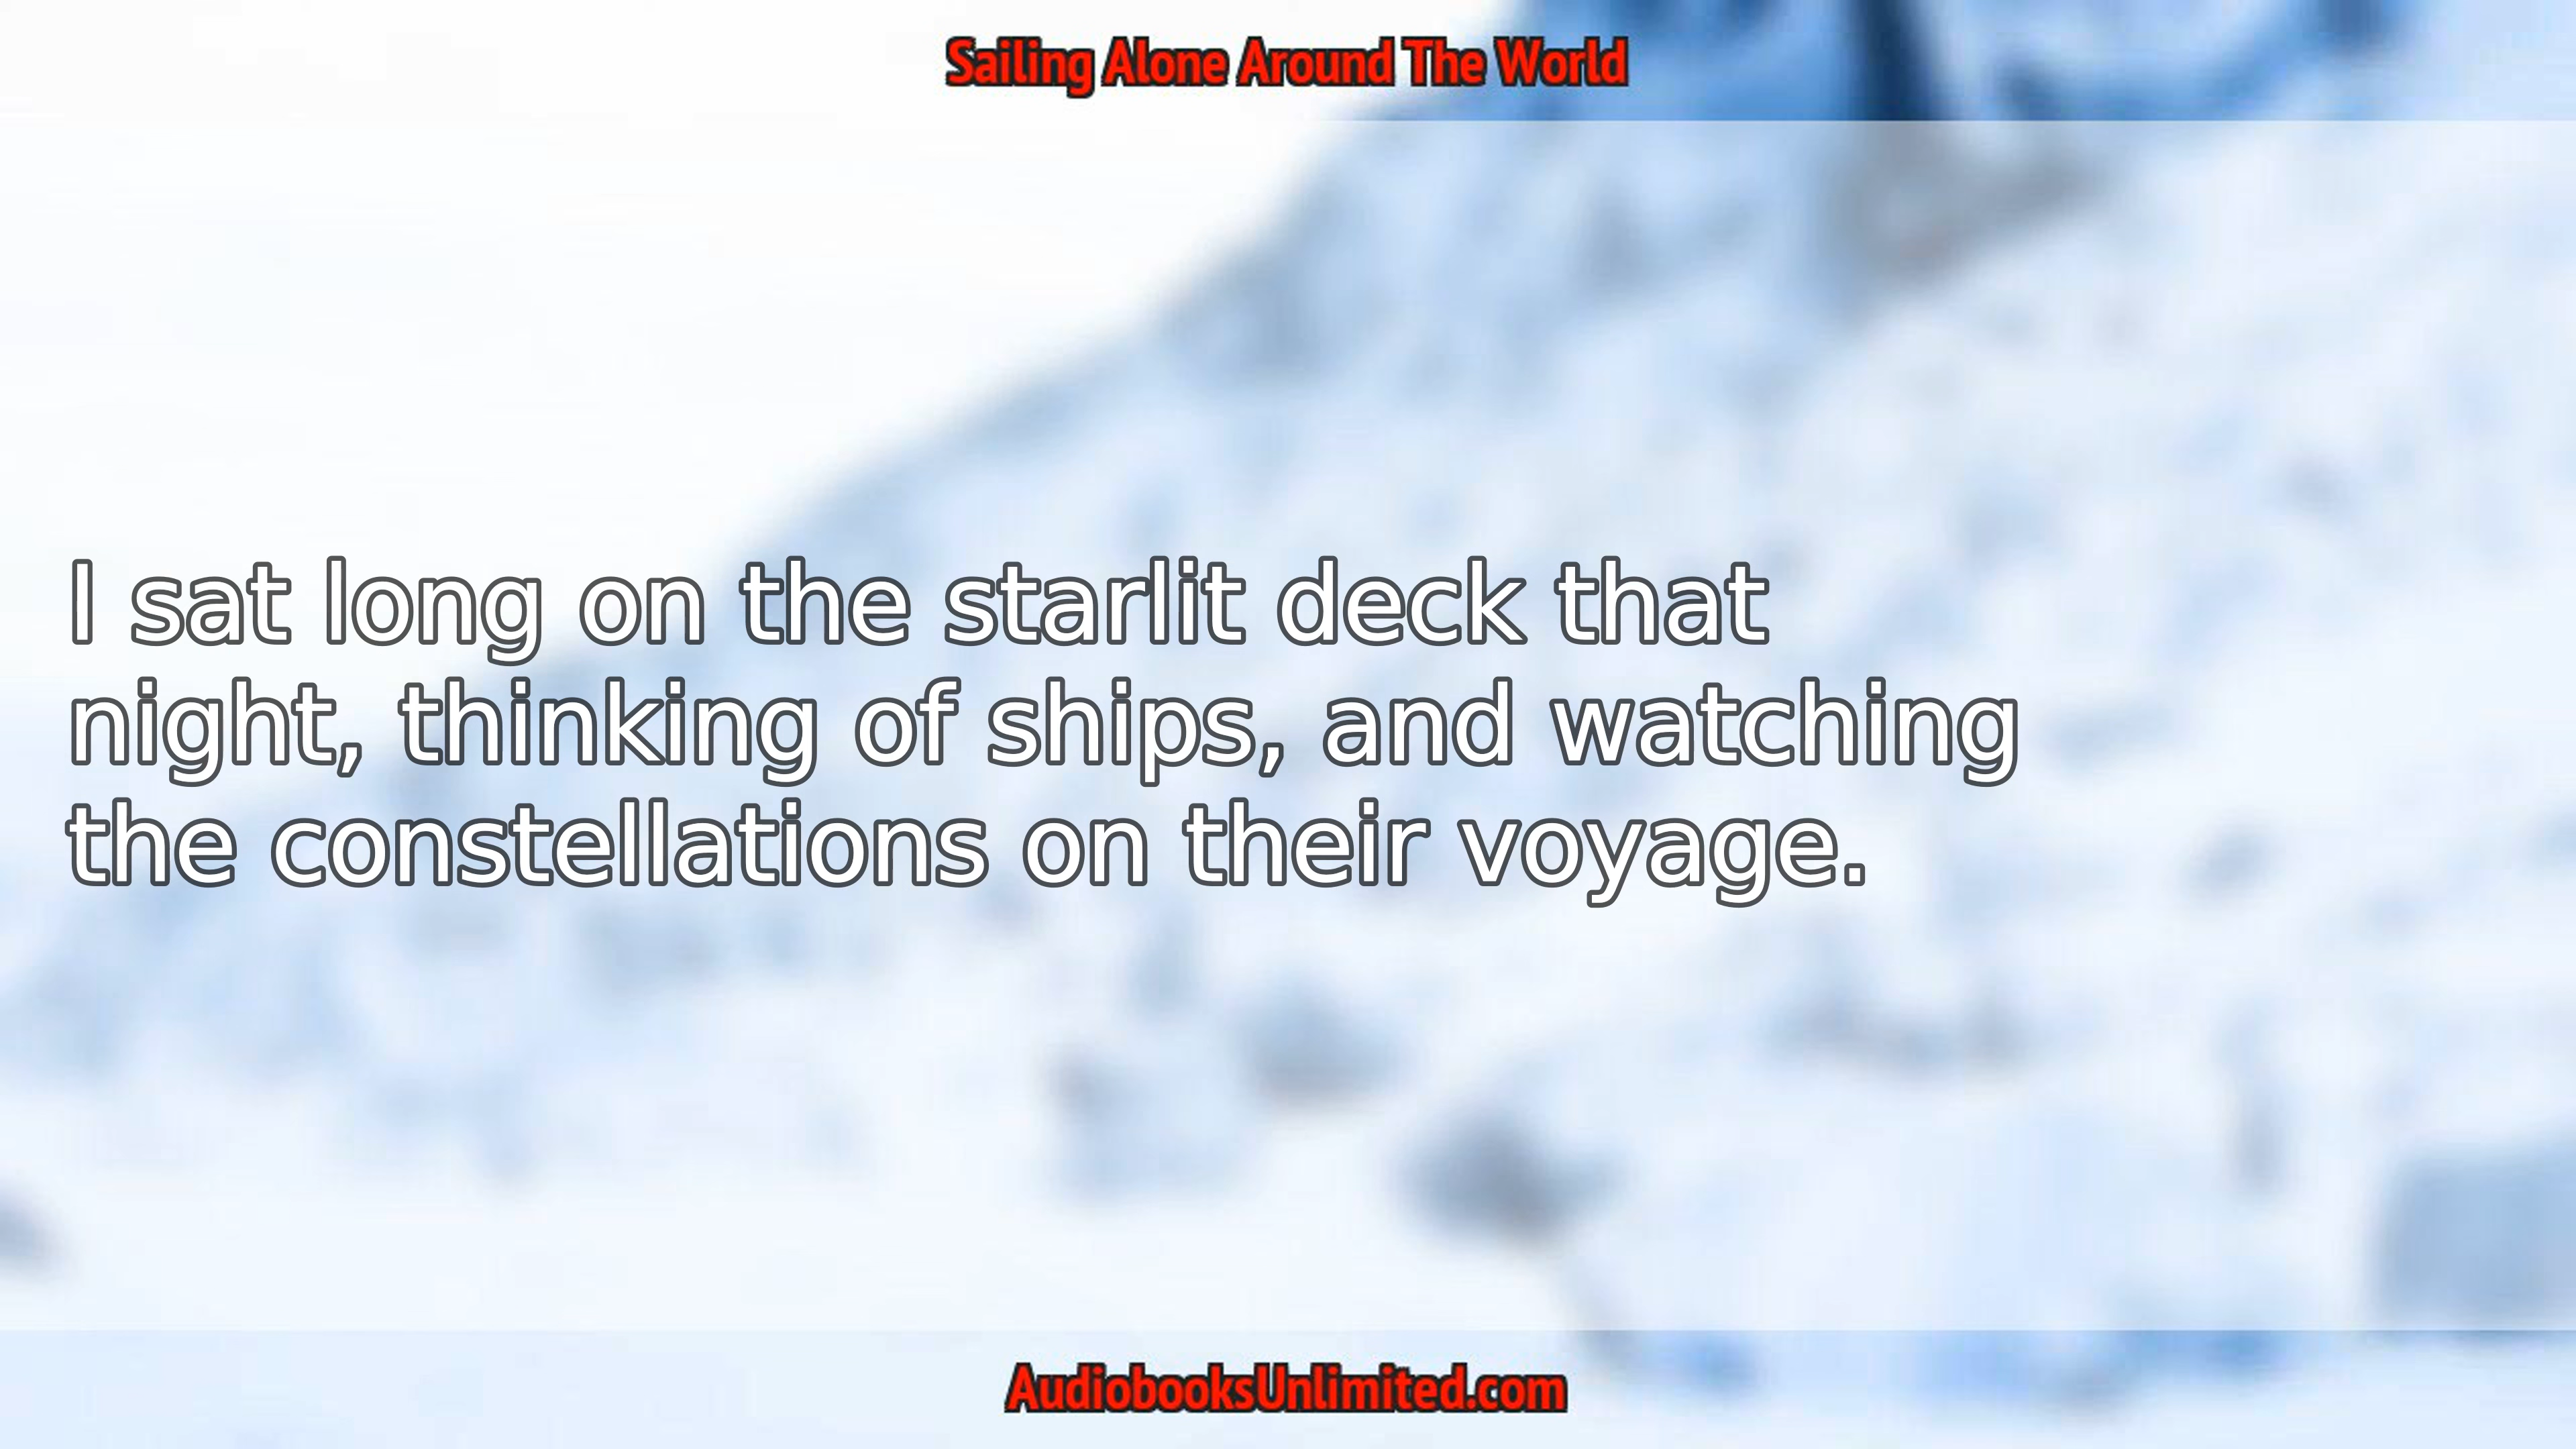 Sailing Alone Around The World
I sat long on the starlit deck that
night, thinking of ships, and watching
the constellations on their voyage.
AudiobooksUnlimited.com